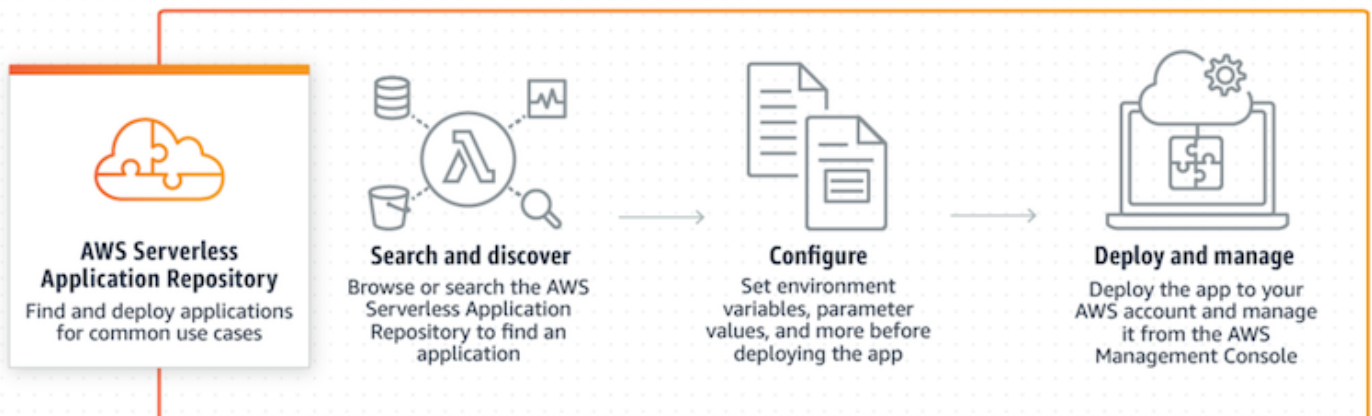 AWS Serverless
Application Repository
Find and deploy applications
for common use cases
Search and discover
Browse or search the AWS
Serverless Application
Repository to find an
application
Configure
Set environment
variables, parameter
values, and more before
deploying the app
Deploy and manage
Deploy the app to your
AWS account and manage
it from the AWS
Management Console